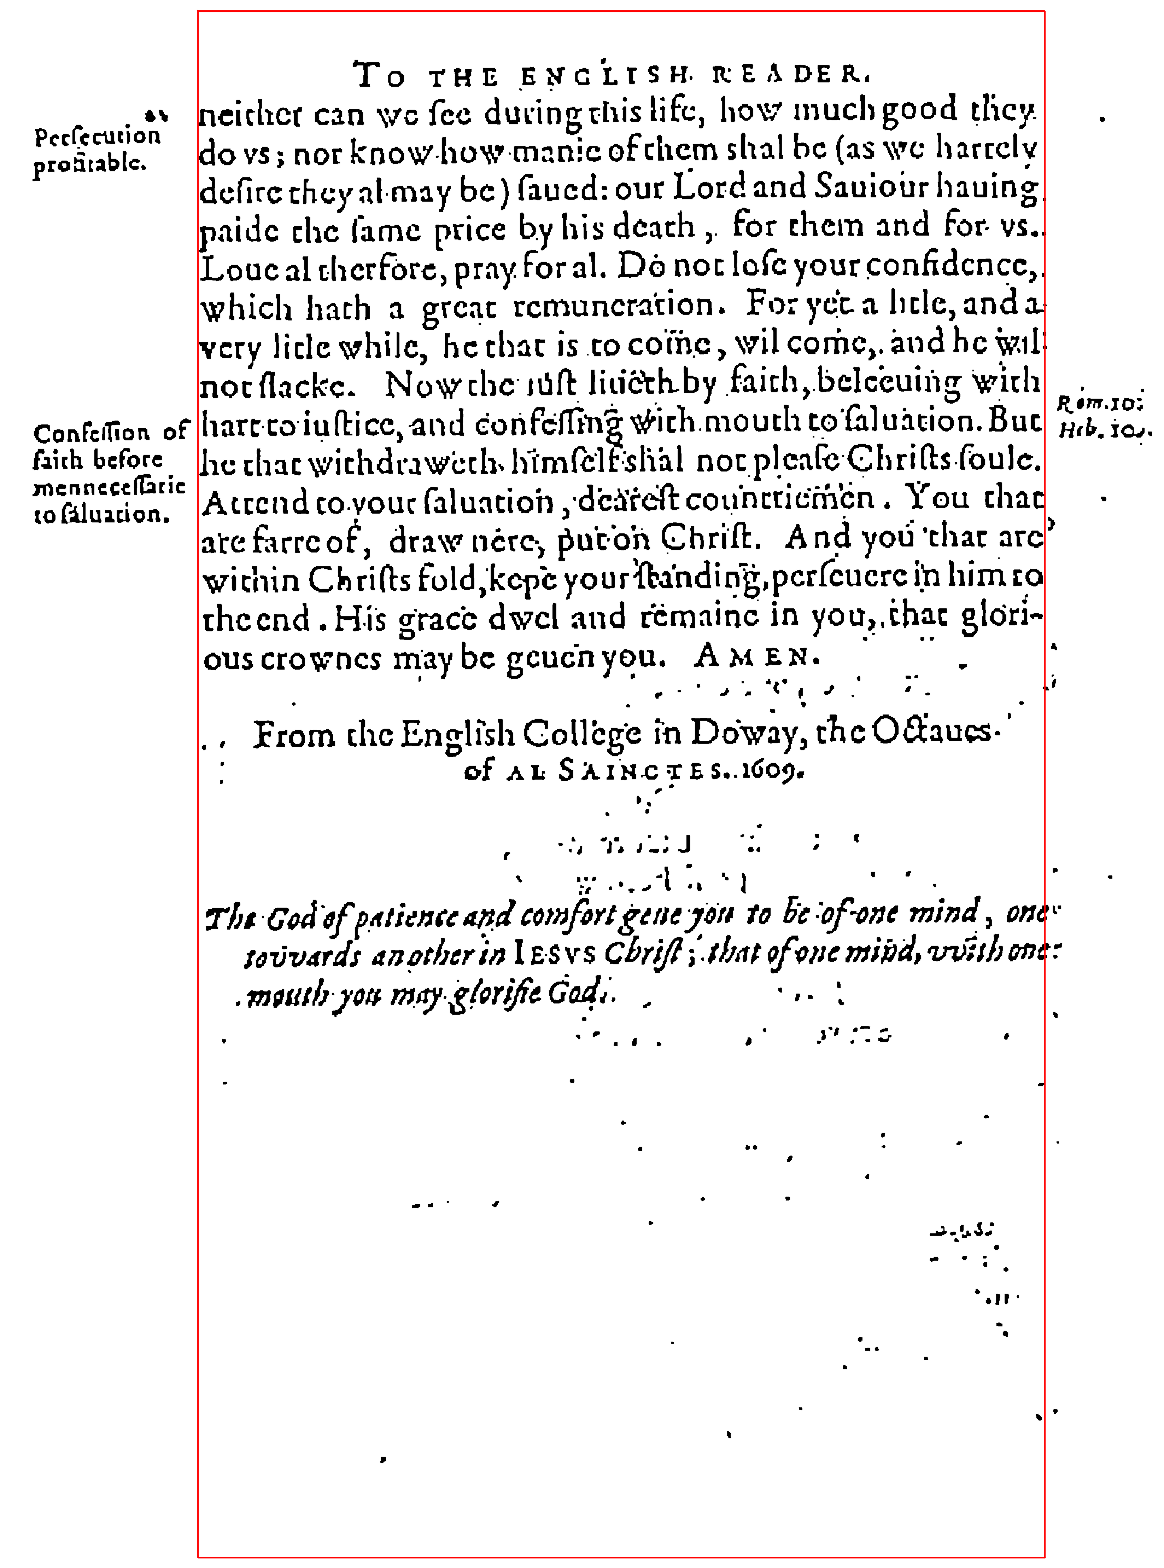 TO THE ENGLISH READER.
neither can we ſee during this life, how much good they
do vs; nor know how manie of them shal be (as we hartely
deſire they al may be) ſaued: our Lord and Sauiour hauing
paide the ſame price by his death, for them and for vs.
Loue al therfore, pray for al. Do not loſe your confidence,
which hath a great remuneration. For yet a litle, and a
very litle while, he that is to come, wil come, and he wil
not ſlacke. Now the iuſt liueth by faith, beleeuing with
hart to iuſtice, and confeſſing with mouth to ſaluation. But
he that withdraweth himſelf shal not pleaſe Chriſts ſoule.
Attend to your ſaluation, deareſt countriemen. You that
are farre of, draw nere, put on Chriſt. And you that are
within Chriſts fold, kepe your ſtanding, perſeuere in him to
the end. His grace dwel and remaine in you, that glori-
ous crownes may be geuen you. AMEN.
Perſecution
profitable.
Confeſſion of
faith before
men neceſſarie
to ſaluation.
Rom. 10;
Heb. 10.
From the English College in Doway, the Octaues
of AL SAINCTES. 1609.
The God of patience and comfort geue you to be of one mind, one
tovvards another in IESVS Chriſt; that of one mind, vvith one
mouth you may glorifie God.